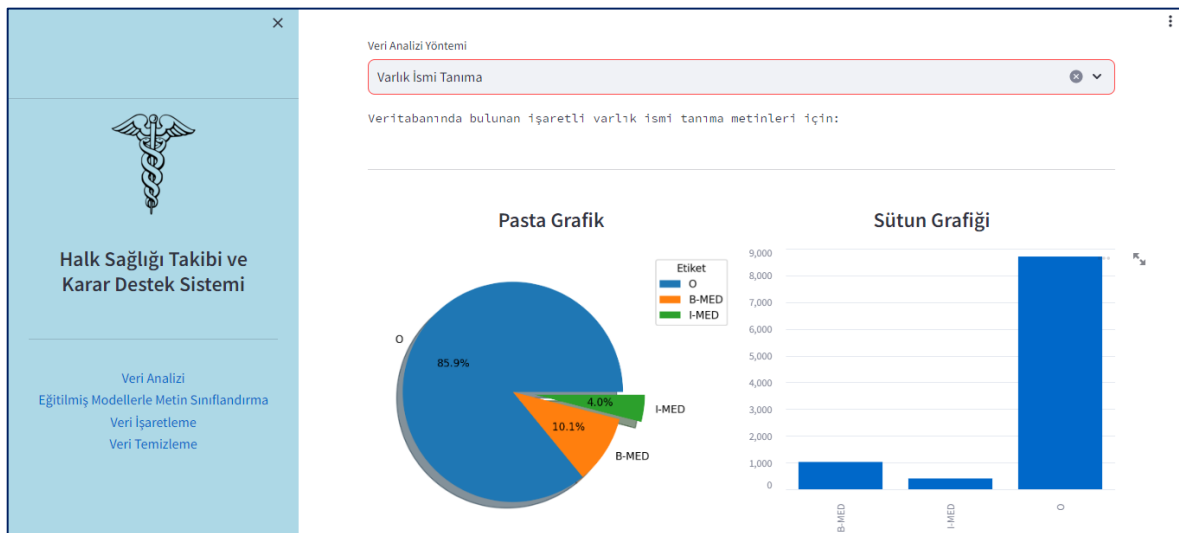 Halk Sağlığı Takibi ve
Karar Destek Sistemi
Veri Analizi
Eğitilmiş Modellerle Metin Sınıflandırma
Veri İşaretleme
Veri Temizleme
Veri Analizi Yöntemi
Varlık İsmi Tanıma
Veritabanında bulunan işaretli varlık ismi tanıma metinleri için:
Pasta Grafik
Etiket
O
B-MED
I-MED
O
85.9%
4.0%
I-MED
10.1%
B-MED
Sütun Grafiği
9,000
8,000
7,000
6,000
5,000
4,000
3,000
2,000
1,000
0
B-MED
I-MED
O